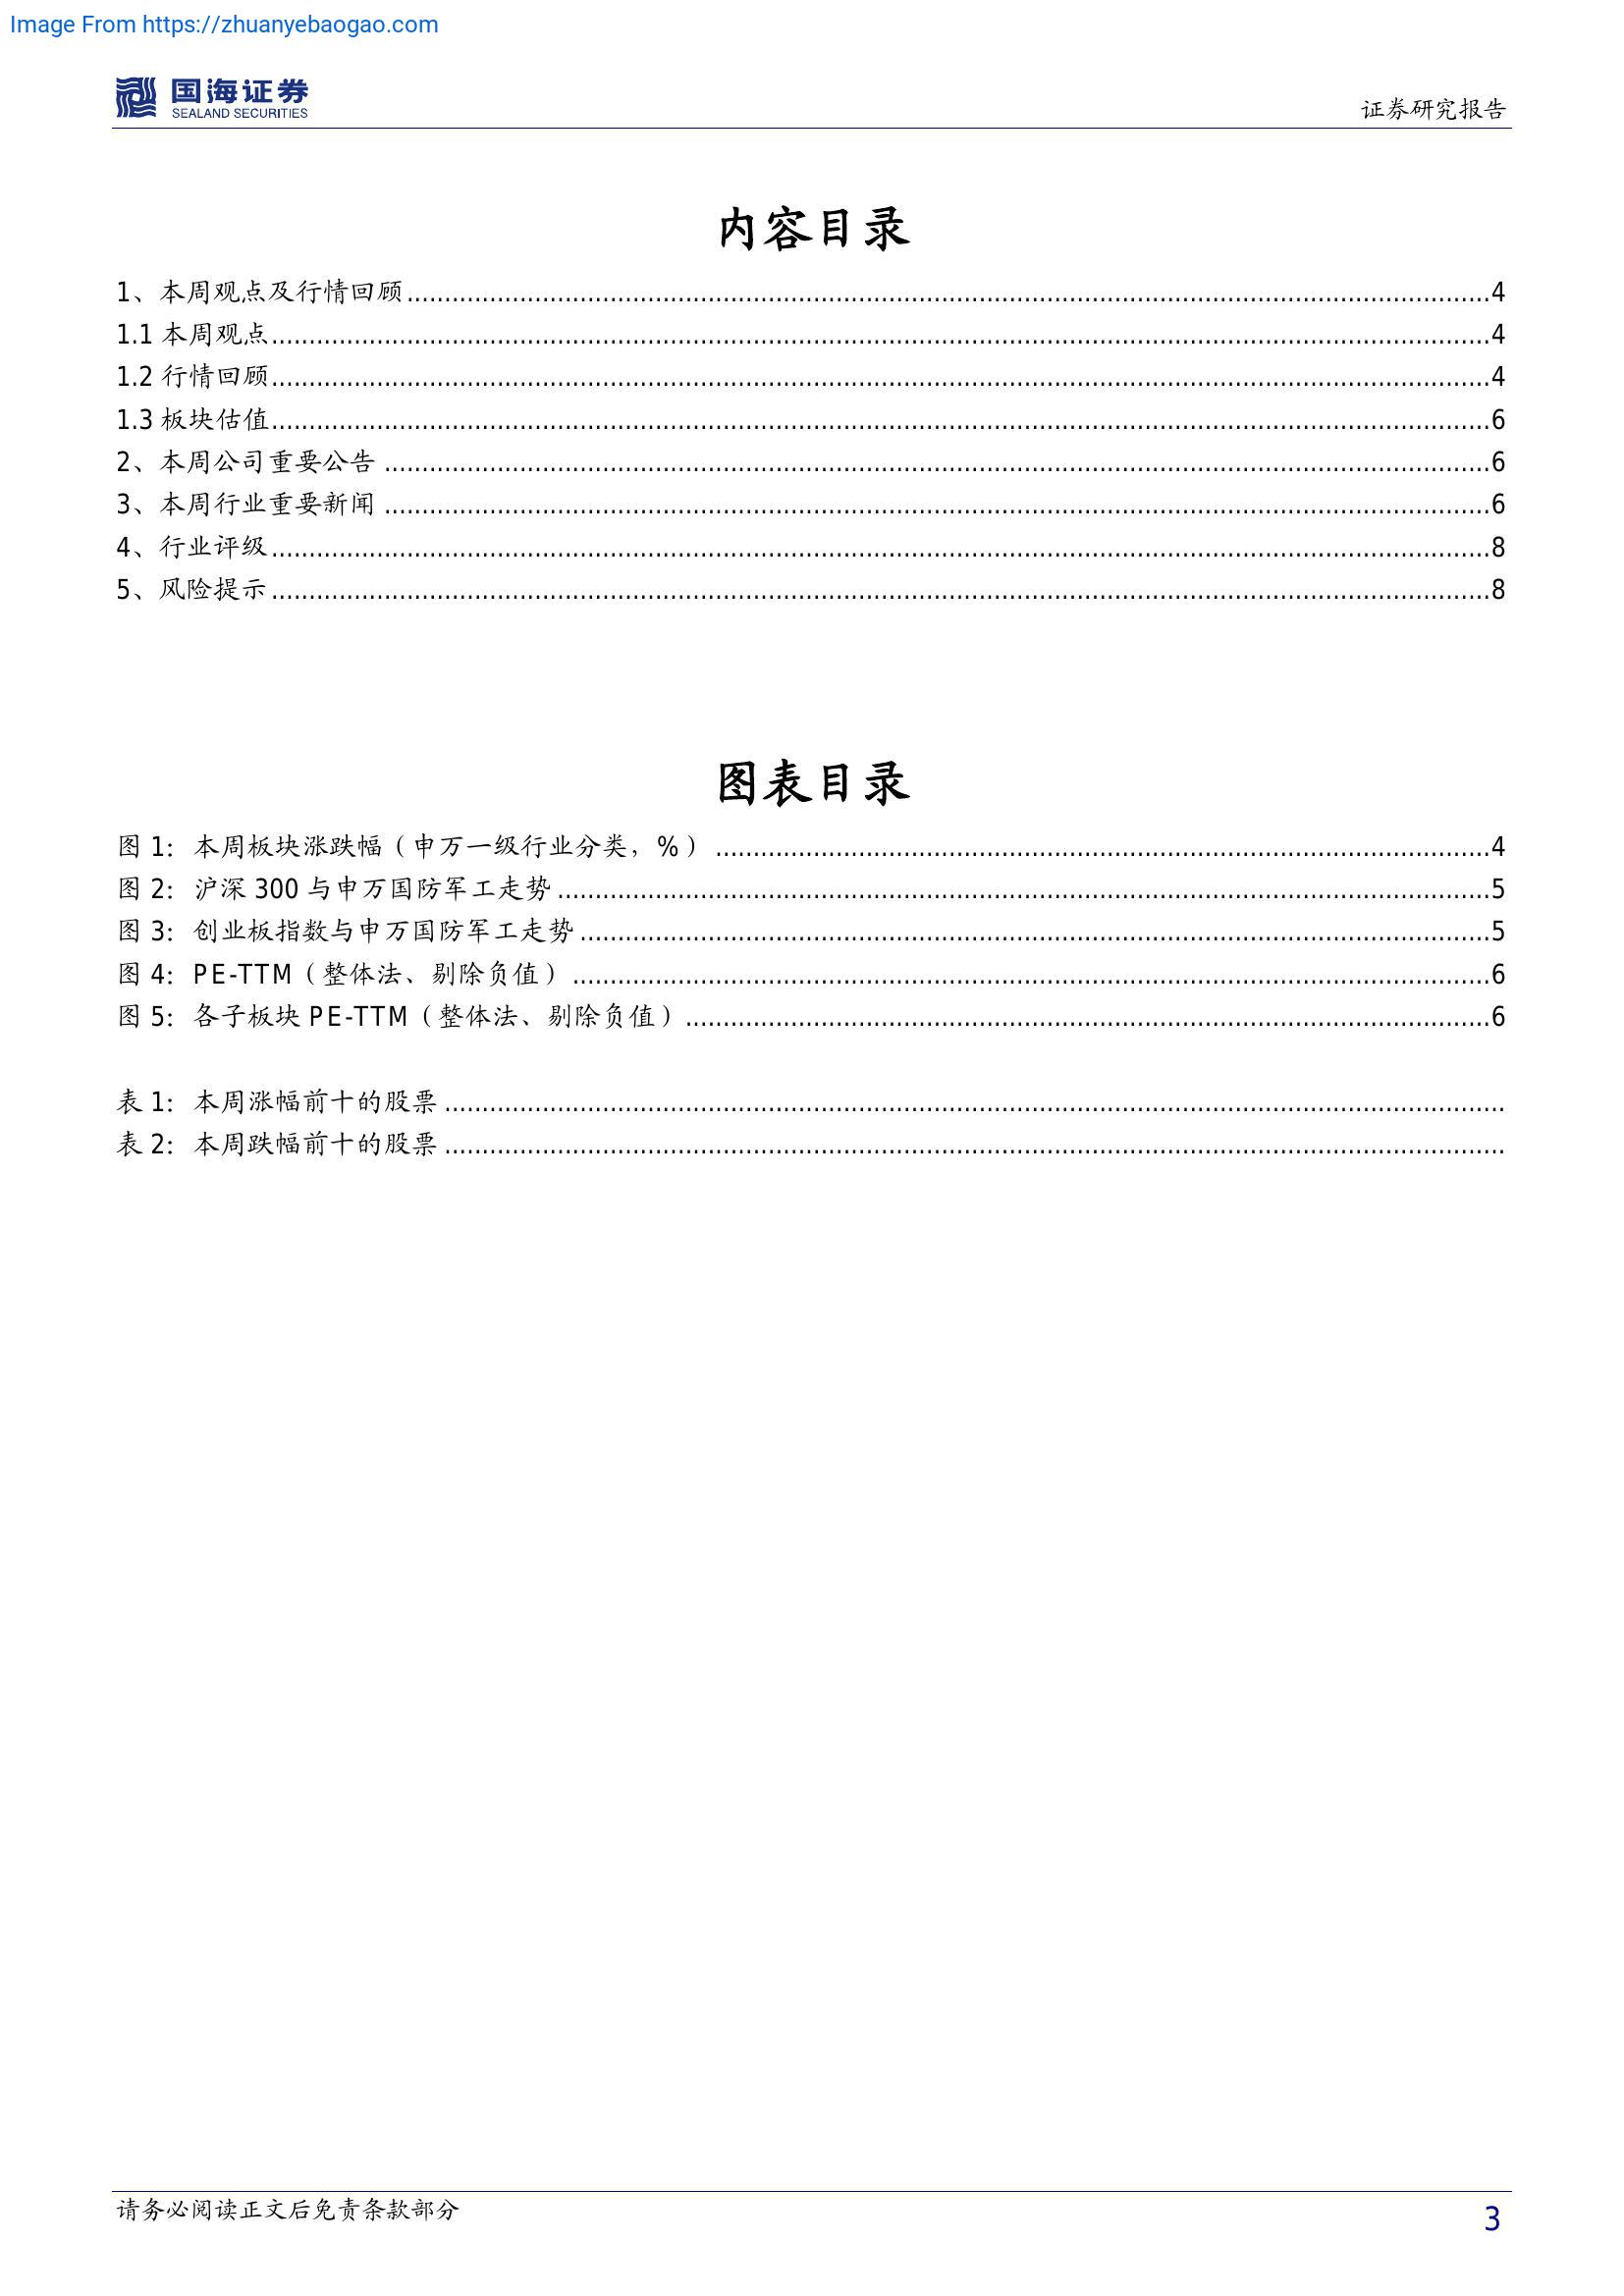 Image From https://zhuanyebaogao.com
国海证券
SEALAND SECURITIES
证券研究报告
内容目录
1、本周观点及行情回顾........4
1.1 本周观点........4
1.2 行情回顾........4
1.3 板块估值........6
2、本周公司重要公告........6
3、本周行业重要新闻........6
4、行业评级........8
5、风险提示........8
图表目录
图 1: 本周板块涨跌幅（申万一级行业分类，%）........4
图 2: 沪深 300 与申万国防军工走势........5
图 3: 创业板指数与申万国防军工走势........5
图 4: PE-TTM（整体法、剔除负值）........6
图 5: 各子板块 PE-TTM（整体法、剔除负值）........6
表 1: 本周涨幅前十的股票........
表 2: 本周跌幅前十的股票........
请务必阅读正文后免责条款部分
3